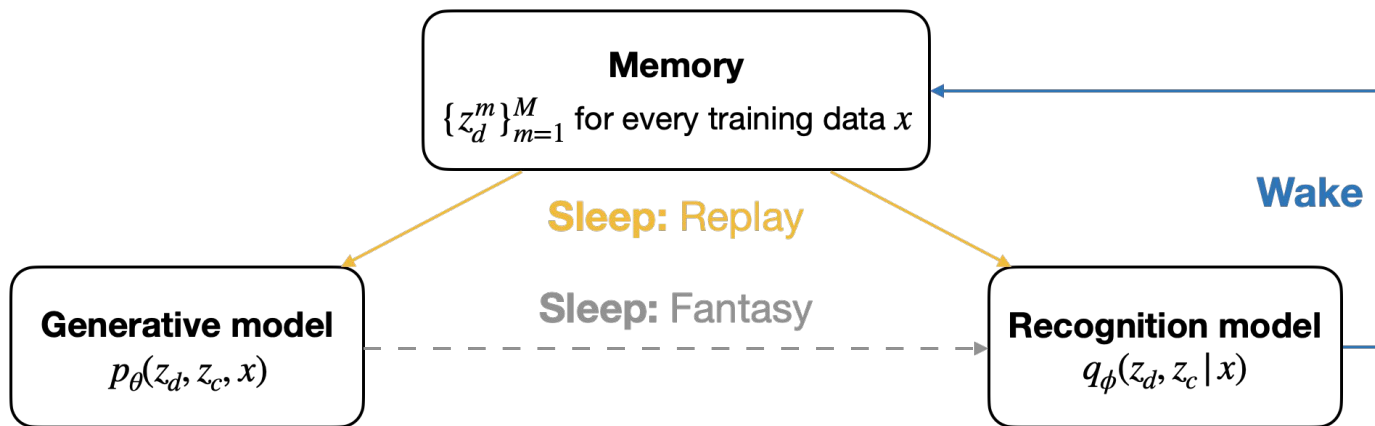 Memory
{z_d^m}_{m=1}^M for every training data x
Wake
Sleep: Replay
Sleep: Fantasy
Generative model
p_θ(z_d, z_c, x)
Recognition model
q_ϕ(z_d, z_c | x)